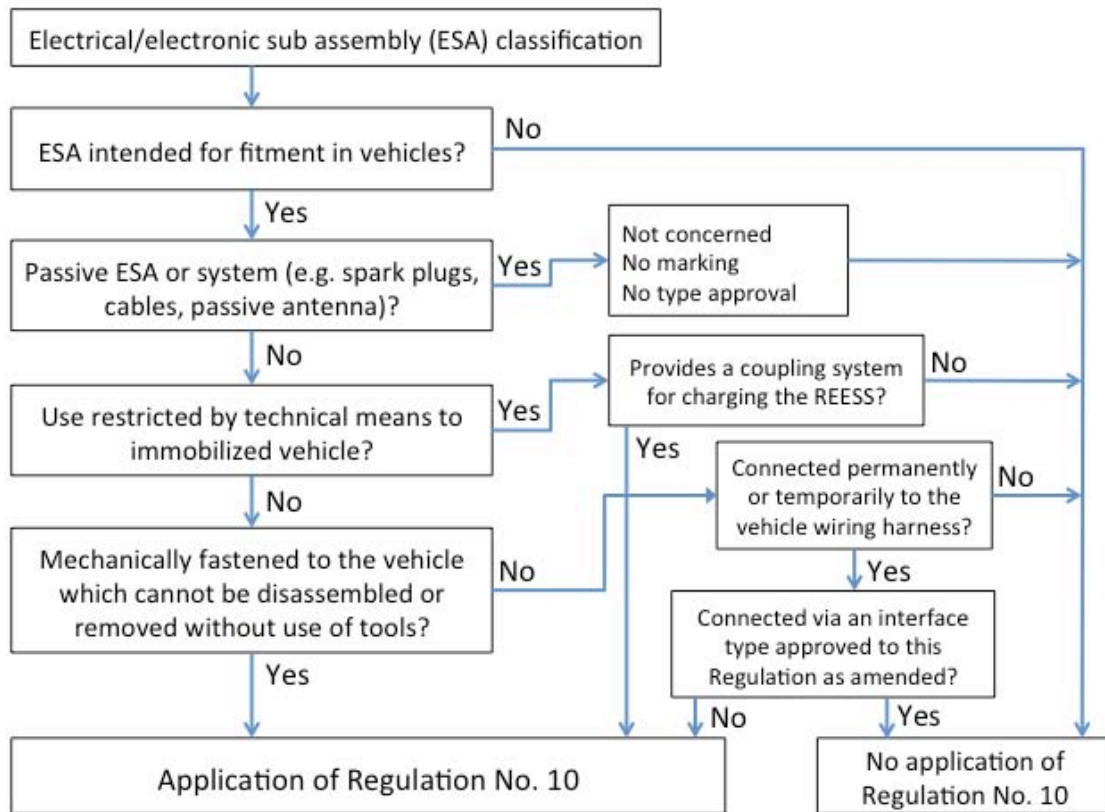 Electrical/electronic sub assembly (ESA) classification
No
ESA intended for fitment in vehicles?
Yes
Passive ESA or system (e.g. spark plugs,
cables, passive antenna)?
Yes
Not concerned
No marking
No type approval
No
Use restricted by technical means to
immobilized vehicle?
Yes
Provides a coupling system
for charging the REESS?
No
Yes
No
Connected permanently
or temporarily to the
vehicle wiring harness?
No
Mechanically fastened to the vehicle
which cannot be disassembled or
removed without use of tools?
No
Yes
Connected via an interface
type approved to this
Regulation as amended?
Yes
No
Yes
Application of Regulation No. 10
No application of
Regulation No. 10